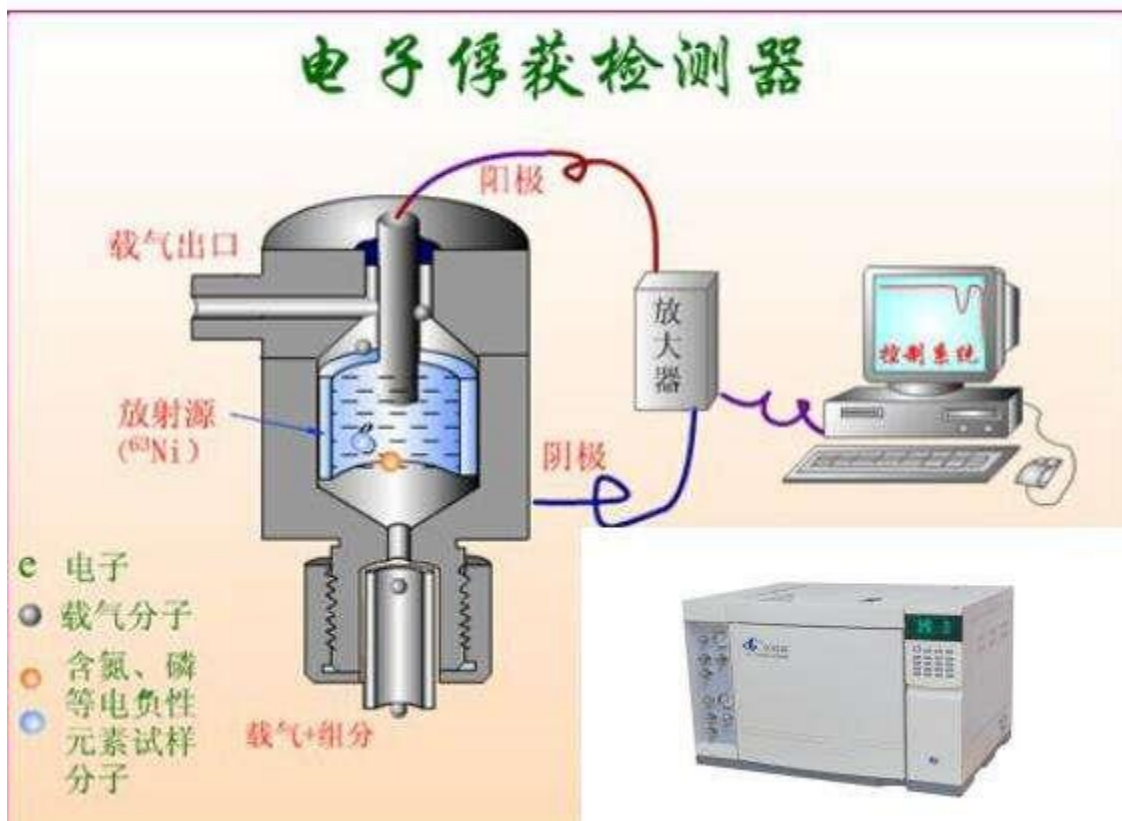 电子俘获检测器
阳极
载气出口
放大器
控制系统
放射源
(⁶³Ni)
阴极
e 电子
载气分子
含氮、磷
等电负性
元素试样
分子
载气+组分
e